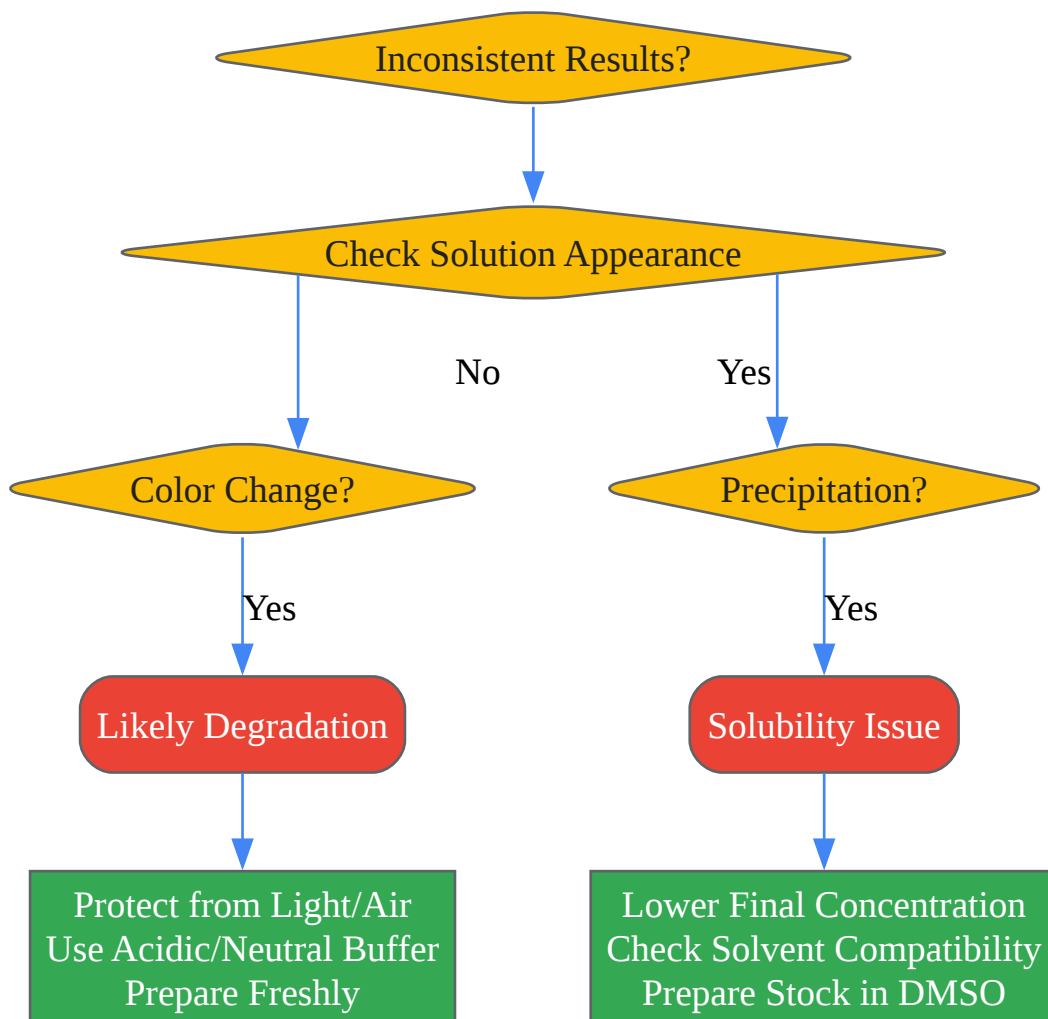 Inconsistent Results?
Check Solution Appearance
No
Yes
Color Change?
Precipitation?
Yes
Yes
Likely Degradation
Solubility Issue
Protect from Light/Air
Use Acidic/Neutral Buffer
Prepare Freshly
Lower Final Concentration
Check Solvent Compatibility
Prepare Stock in DMSO